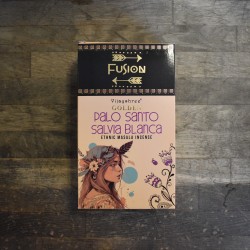 FUSION
Vijayshree
GOLDEN
PALO SANTO
SALVIA BLANCA
ETHNIC MASALA INCENSE